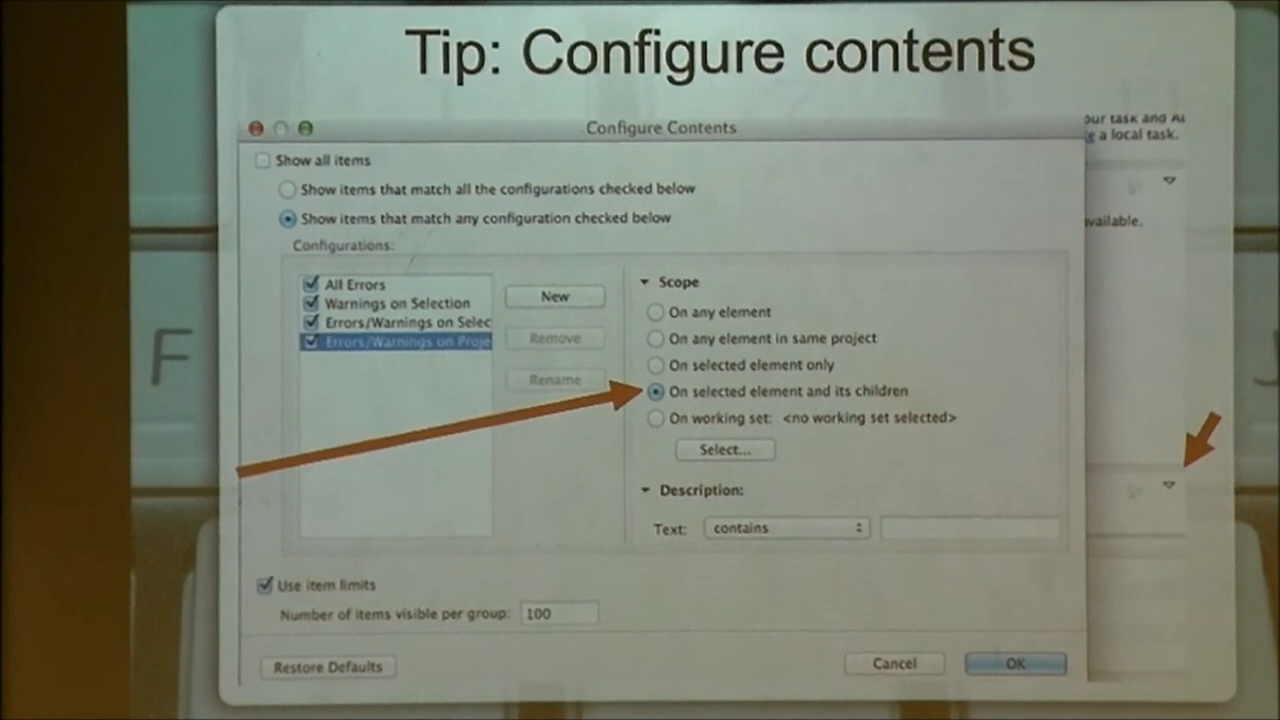 Tip: Configure contents
Configure Contents
our task and
a local task.
Show all items
Show items that match all the configurations checked below
Show items that match any configuration checked below
available.
Configurations:
All Errors
Warnings on Selection
Errors/Warnings on Selec
Errors/Warnings on Proje
New
Remove
Rename
Scope
On any element
On any element in same project
On selected element only
On selected element and its children
On working set: <no working set selected>
Select...
Description:
Text: contains
Use item limits
Number of items visible per group: 100
Restore Defaults
Cancel
OK
F